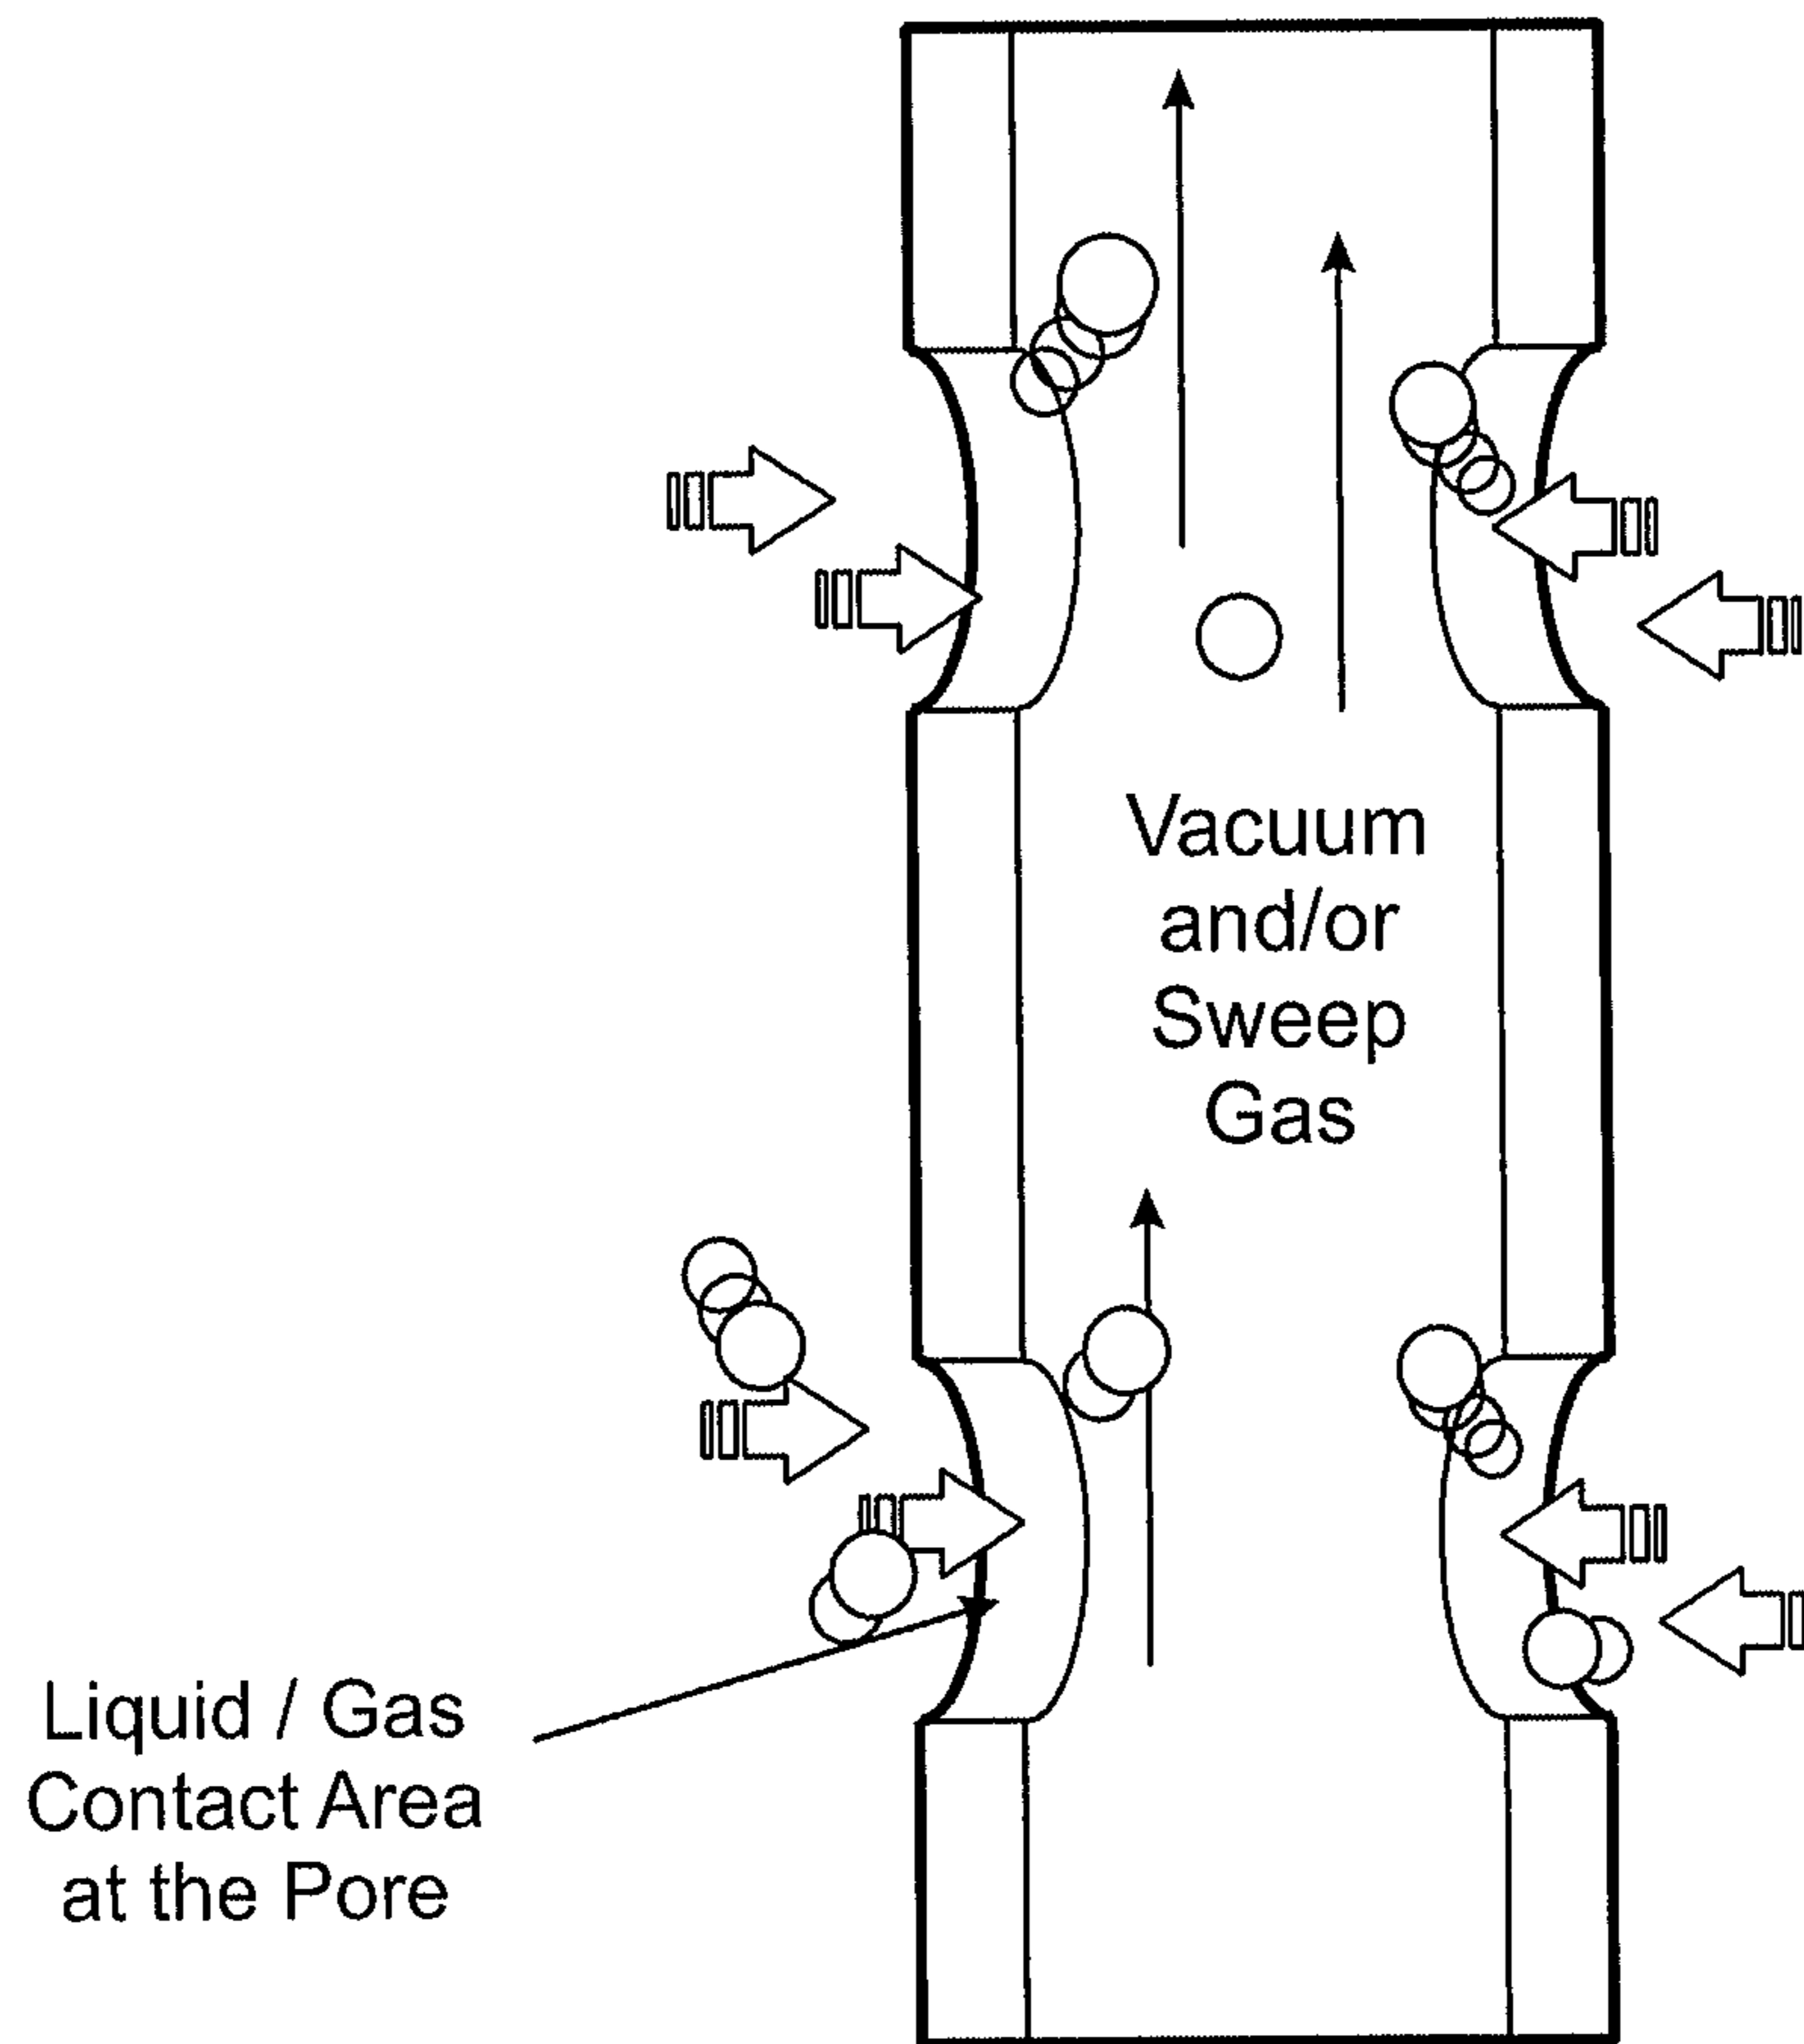 Vacuum
and/or
Sweep
Gas
Liquid / Gas
Contact Area
at the Pore